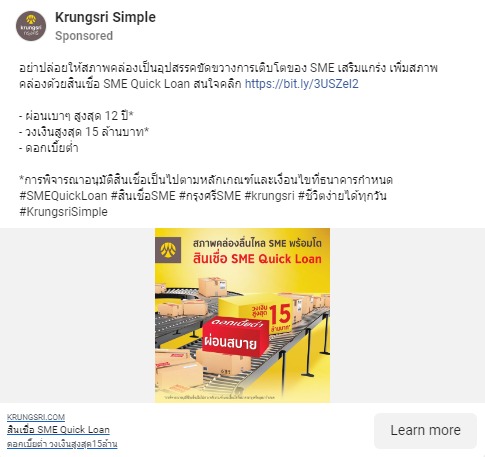 Krungsri Simple
Sponsored
อย่าปล่อยให้สภาพคล่องเป็นอุปสรรคขัดขวางการเติบโตของ SME เสริมแกร่ง เพิ่มสภาพ
คล่องด้วยสินเชื่อ SME Quick Loan สนใจคลิก https://bit.ly/3USZeI2
- ผ่อนเบาๆ สูงสุด 12 ปี*
- วงเงินสูงสุด 15 ล้านบาท*
- ดอกเบี้ยต่ำ
*การพิจารณาอนุมัติสินเชื่อเป็นไปตามหลักเกณฑ์และเงื่อนไขที่ธนาคารกำหนด
#SMEQuickLoan #สินเชื่อSME #กรุงศรีSME #krungsri #ชีวิตง่ายได้ทุกวัน
#KrungsriSimple
krungsri
กรุงศรี
สภาพคล่องลื่นไหล SME พร้อมโต
สินเชื่อ SME Quick Loan
วงเงิน
สูงสุด
15
ล้านบาท*
ดอกเบี้ยต่ำ
ผ่อนสบาย
KRUNGSRI.COM
สินเชื่อ SME Quick Loan
ดอกเบี้ยต่ำ วงเงินสูงสุด15ล้าน
Learn more